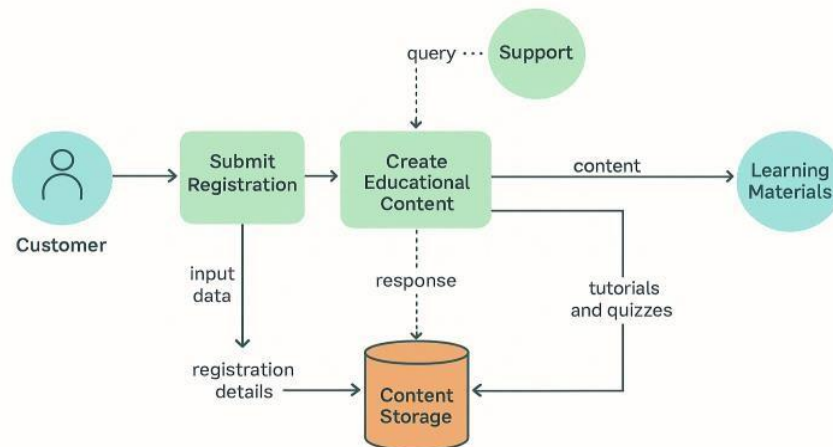 query
Support
Submit
Registration
Create
Educational
Content
content
Learning
Materials
Customer
input
data
response
tutorials
and quizzes
registration
details
Content
Storage